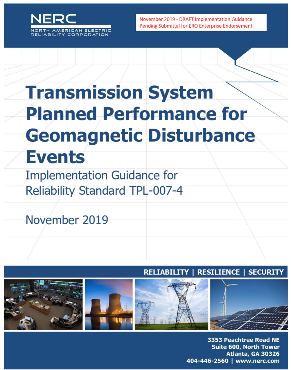 NERC
NORTH AMERICAN ELECTRIC
RELIABILITY CORPORATION
November 2019 - DRAFT Implementation Guidance
Pending Submittal for ERO Enterprise Endorsement
Transmission System
Planned Performance for
Geomagnetic Disturbance
Events
Implementation Guidance for
Reliability Standard TPL-007-4
November 2019
RELIABILITY | RESILIENCE | SECURITY
3353 Peachtree Road NE
Suite 600, North Tower
Atlanta, GA 30326
404-446-2560 | www.nerc.com